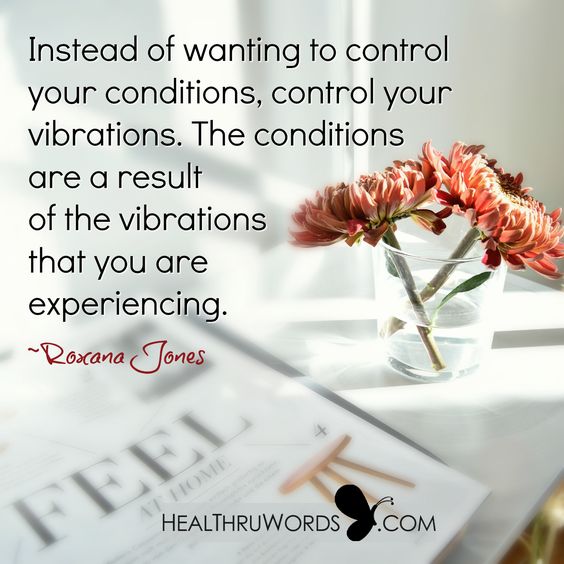 Instead of wanting to control
your conditions, control your
vibrations. The conditions
are a result
of the vibrations
that you are
experiencing.
~Roxana Jones
FEEL
AT HOME
4
HEALTHRUWORDS.COM